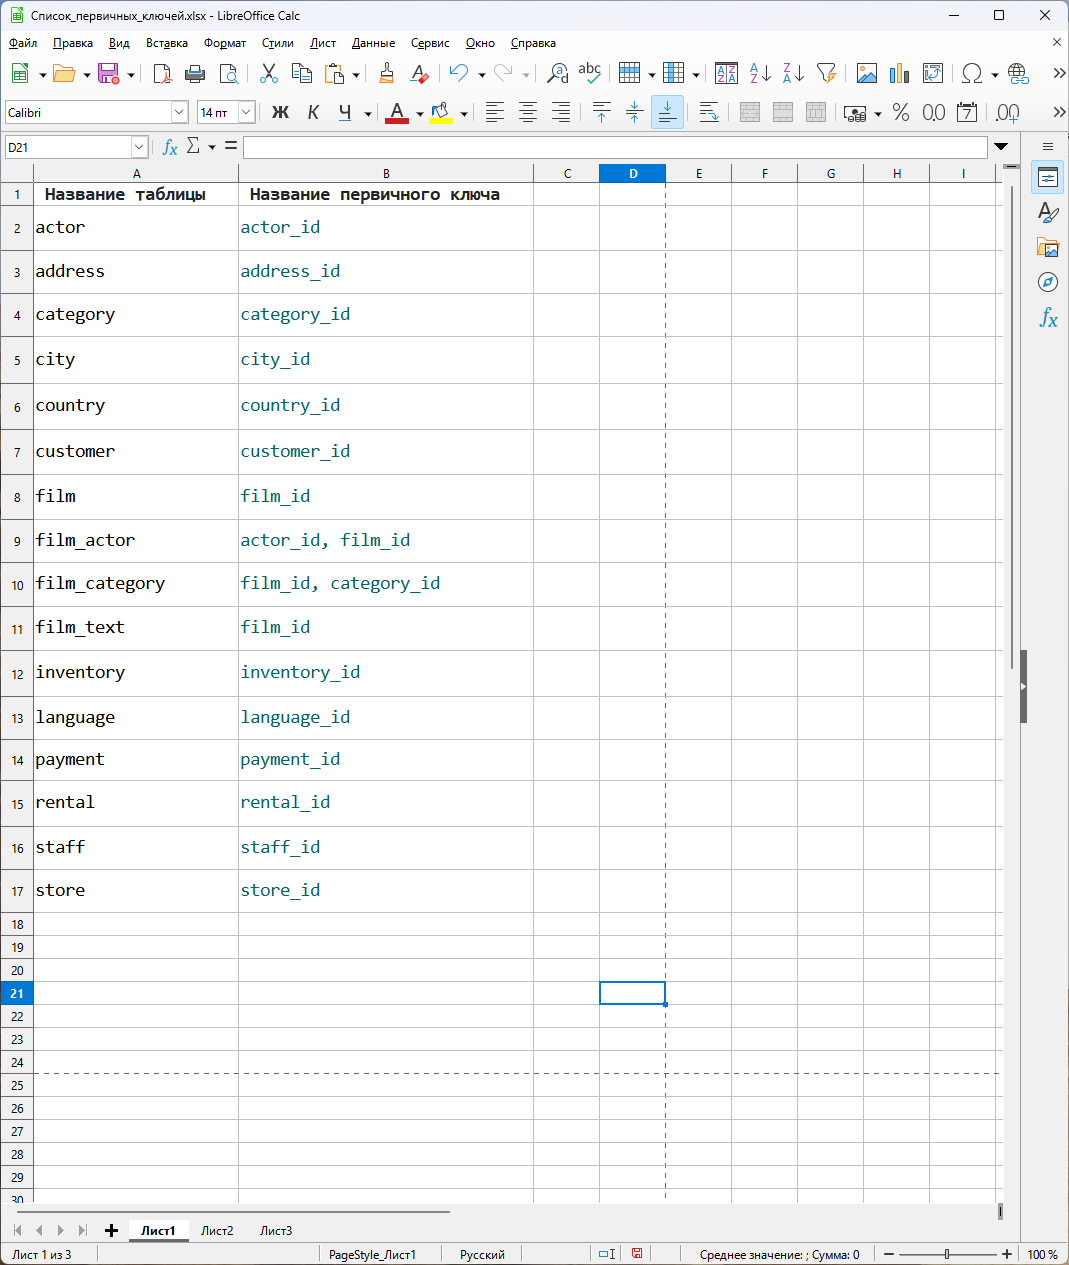 Список_первичных_ключей.xlsx - LibreOffice Calc
Файл Правка Вид Вставка Формат Стили Лист Данные Сервис Окно Справка
Calibri 14 пт Ж К Ч
D21
A B C D E F G H I
1 Название таблицы Название первичного ключа
2 actor actor_id
3 address address_id
4 category category_id
5 city city_id
6 country country_id
7 customer customer_id
8 film film_id
9 film_actor actor_id, film_id
10 film_category film_id, category_id
11 film_text film_id
12 inventory inventory_id
13 language language_id
14 payment payment_id
15 rental rental_id
16 staff staff_id
17 store store_id
18
19
20
21
22
23
24
25
26
27
28
29
30
Лист1 Лист2 Лист3
Лист 1 из 3 PageStyle_Лист1 Русский Среднее значение: ; Сумма: 0 100 %